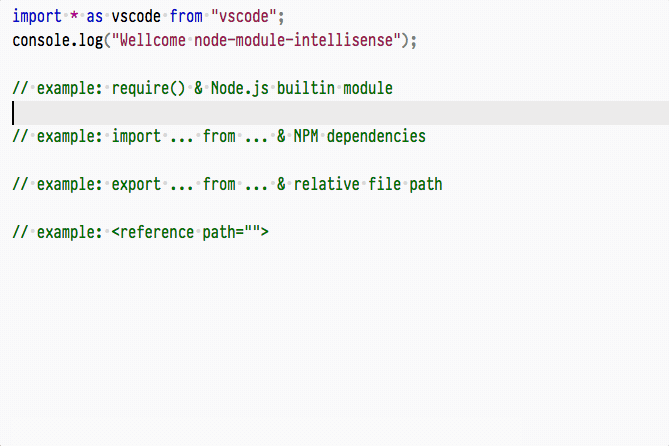 import * as vscode from "vscode";
console.log("Wellcome node-module-intellisense");
// example: require() & Node.js builtin module
// example: import ... from ... & NPM dependencies
// example: export ... from ... & relative file path
// example: <reference path="">